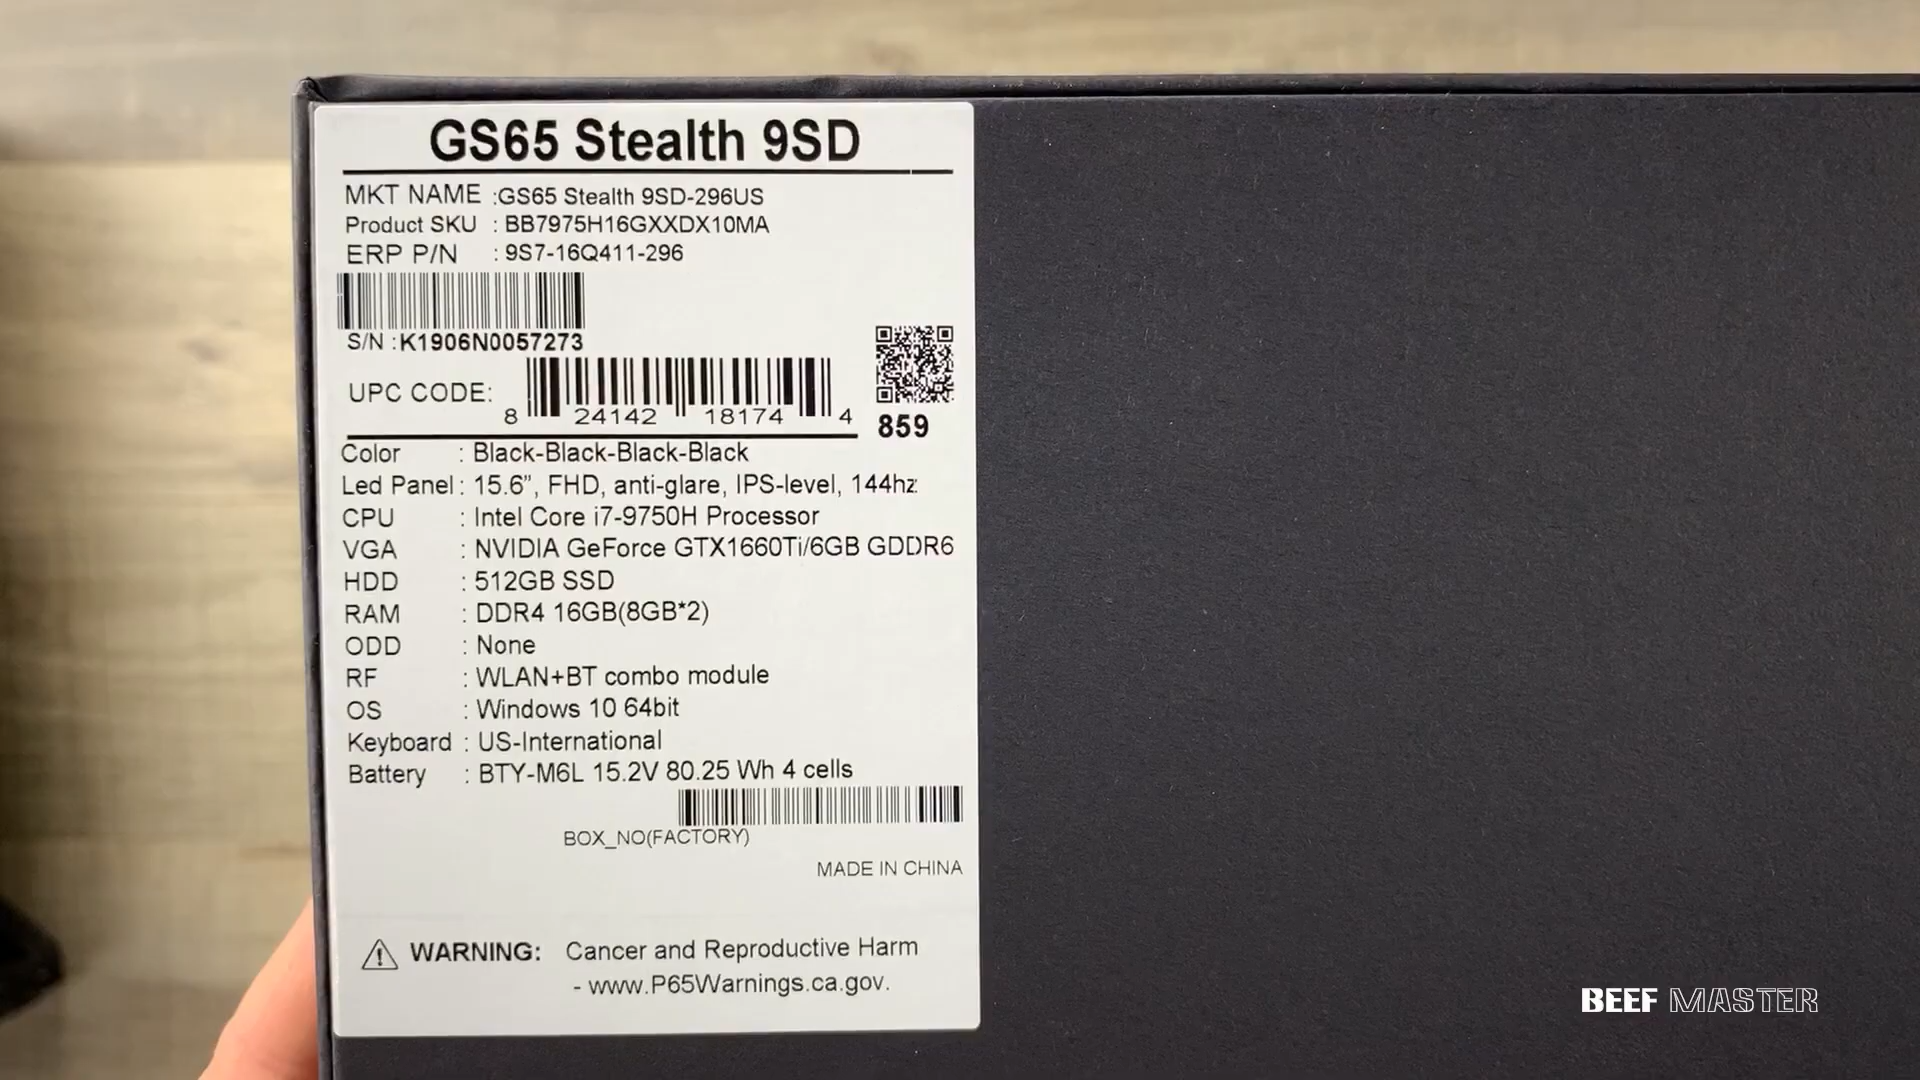 GS65 Stealth 9SD
MKT NAME :GS65 Stealth 9SD-296US
Product SKU : BB7975H16GXXDX10MA
ERP P/N : 9S7-16Q411-296
S/N :K1906N0057273
UPC CODE: 8 24142 18174 4
859
Color : Black-Black-Black-Black
Led Panel : 15.6”, FHD, anti-glare, IPS-level, 144hz
CPU : Intel Core i7-9750H Processor
VGA : NVIDIA GeForce GTX1660Ti/6GB GDDR6
HDD : 512GB SSD
RAM : DDR4 16GB(8GB*2)
ODD : None
RF : WLAN+BT combo module
OS : Windows 10 64bit
Keyboard : US-International
Battery : BTY-M6L 15.2V 80.25 Wh 4 cells
BOX_NO(FACTORY)
MADE IN CHINA
WARNING: Cancer and Reproductive Harm
- www.P65Warnings.ca.gov.
BEEF MASTER